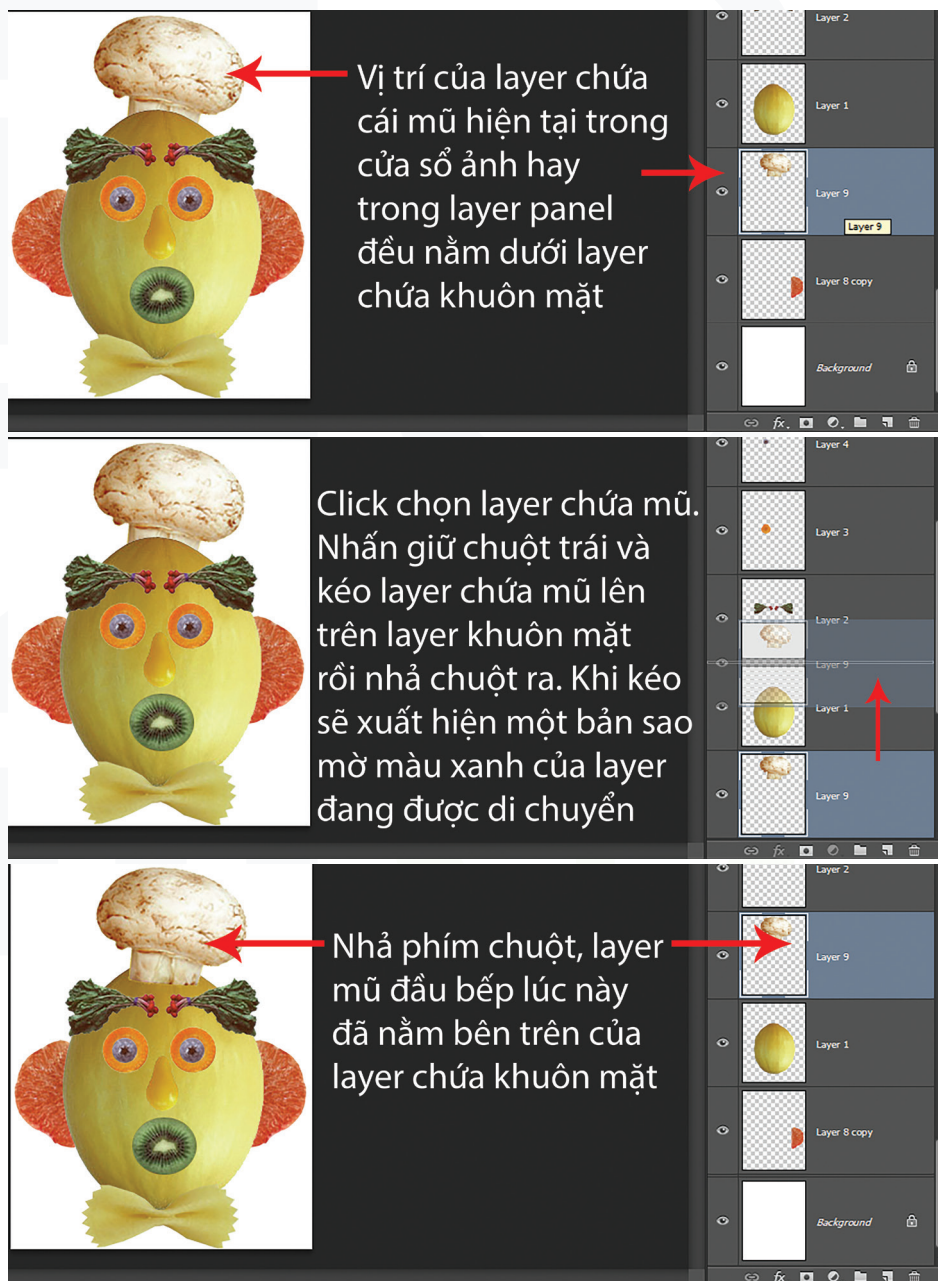 Layer 2
Vị trí của layer chứa
cái mũ hiện tại trong
cửa sổ ảnh hay
trong layer panel
đều nằm dưới layer
chứa khuôn mặt
Layer 1
Layer 9
Layer 9
Layer 8 copy
Background
fx
Layer 4
Click chọn layer chứa mũ.
Nhấn giữ chuột trái và
kéo layer chứa mũ lên
trên layer khuôn mặt
rồi nhả chuột ra. Khi kéo
sẽ xuất hiện một bản sao
mờ màu xanh của layer
đang được di chuyển
Layer 3
Layer 2
Layer 9
Layer 1
Layer 9
fx
Layer 2
Nhả phím chuột, layer
mũ đầu bếp lúc này
đã nằm bên trên của
layer chứa khuôn mặt
Layer 9
Layer 1
Layer 8 copy
Background
fx